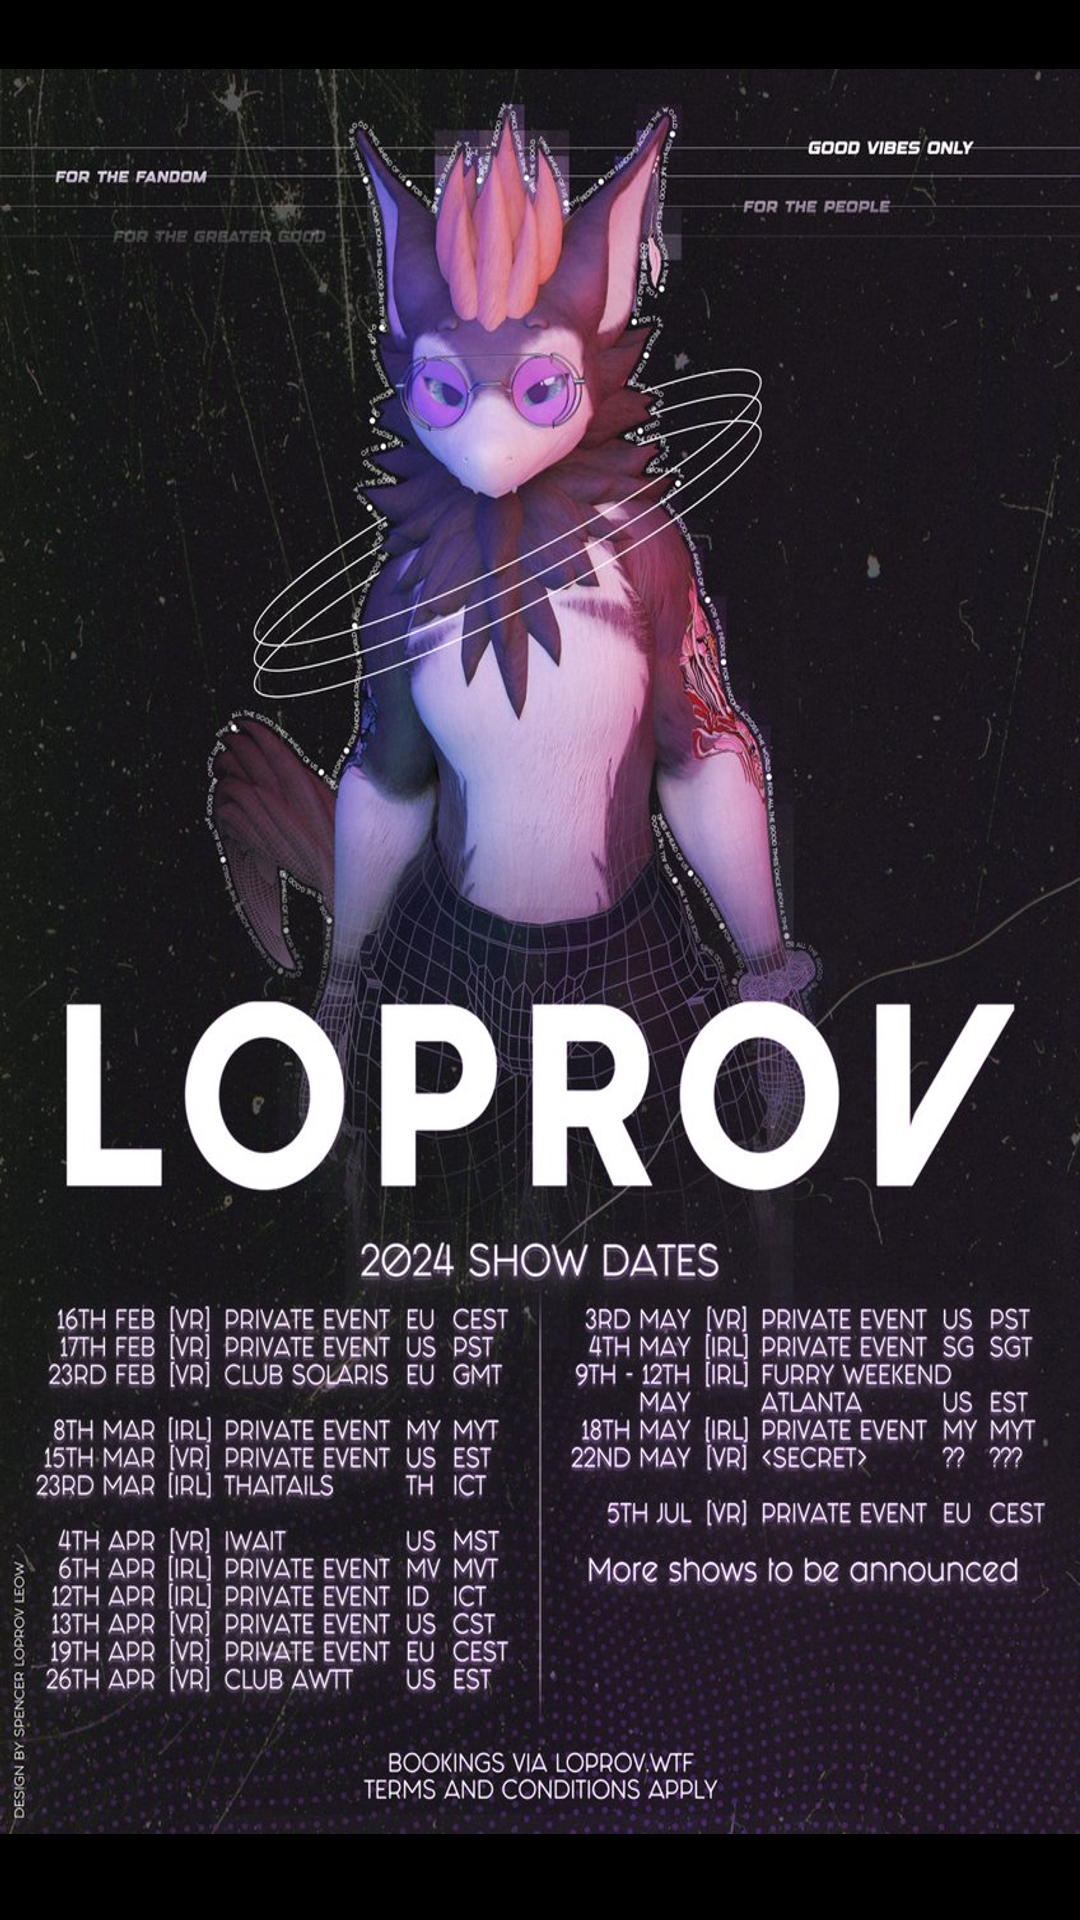 GOOD VIBES ONLY
FOR THE FANDOM
FOR THE PEOPLE
FOR THE GREATER GOOD
LOPROV
2024 SHOW DATES
16TH FEB [VR] PRIVATE EVENT EU CEST
17TH FEB [VR] PRIVATE EVENT US PST
23RD FEB [VR] CLUB SOLARIS EU GMT
8TH MAR [IRL] PRIVATE EVENT MY MYT
15TH MAR [VR] PRIVATE EVENT US EST
23RD MAR [IRL] THAITAILS TH ICT
4TH APR [VR] IWAIT US MST
6TH APR [IRL] PRIVATE EVENT MV MVT
12TH APR [IRL] PRIVATE EVENT ID ICT
13TH APR [VR] PRIVATE EVENT US CST
19TH APR [VR] PRIVATE EVENT EU CEST
26TH APR [VR] CLUB AWTT US EST
3RD MAY [VR] PRIVATE EVENT US PST
4TH MAY [IRL] PRIVATE EVENT SG SGT
9TH - 12TH [IRL] FURRY WEEKEND
MAY ATLANTA US EST
18TH MAY [IRL] PRIVATE EVENT MY MYT
22ND MAY [VR] <SECRET> ?? ???
5TH JUL [VR] PRIVATE EVENT EU CEST
More shows to be announced
BOOKINGS VIA LOPROV.WTF
TERMS AND CONDITIONS APPLY
DESIGN BY SPENCER LOPROV LEOW